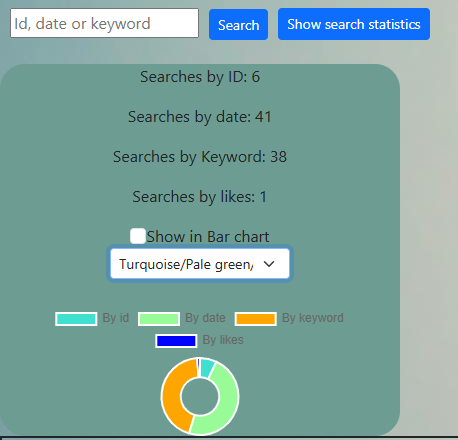 Id, date or keyword Search Show search statistics
Searches by ID: 6
Searches by date: 41
Searches by Keyword: 38
Searches by likes: 1
Show in Bar chart
Turquoise/Pale green,
By id By date By keyword
By likes